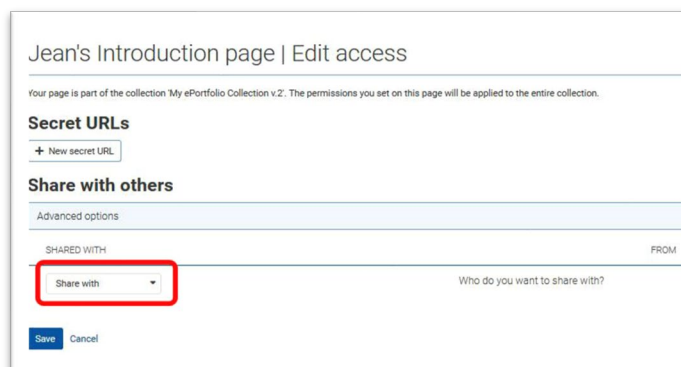 Jean's Introduction page | Edit access
Your page is part of the collection 'My ePortfolio Collection v.2'. The permissions you set on this page will be applied to the entire collection.
Secret URLs
+ New secret URL
Share with others
Advanced options
SHARED WITH FROM
Share with Who do you want to share with?
Save Cancel